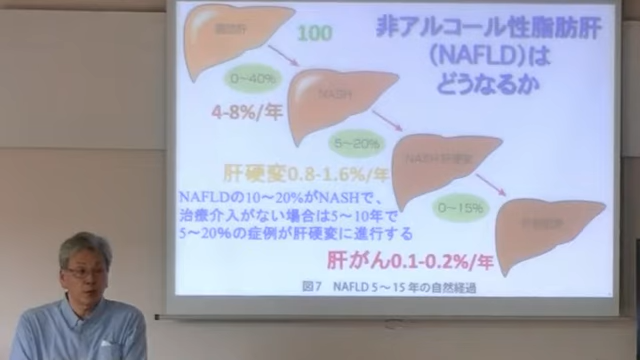 非アルコール性脂肪肝
(NAFLD)は
どうなるか
脂肪肝
100
0〜40%
4-8%/年
NASH
5〜20%
肝硬変0.8-1.6%/年
NASH肝硬変
NAFLDの10〜20%がNASHで、
治療介入がない場合は5〜10年で
5〜20%の症例が肝硬変に進行する
0〜15%
肝がん0.1-0.2%/年
図7 NAFLD 5〜15年の自然経過